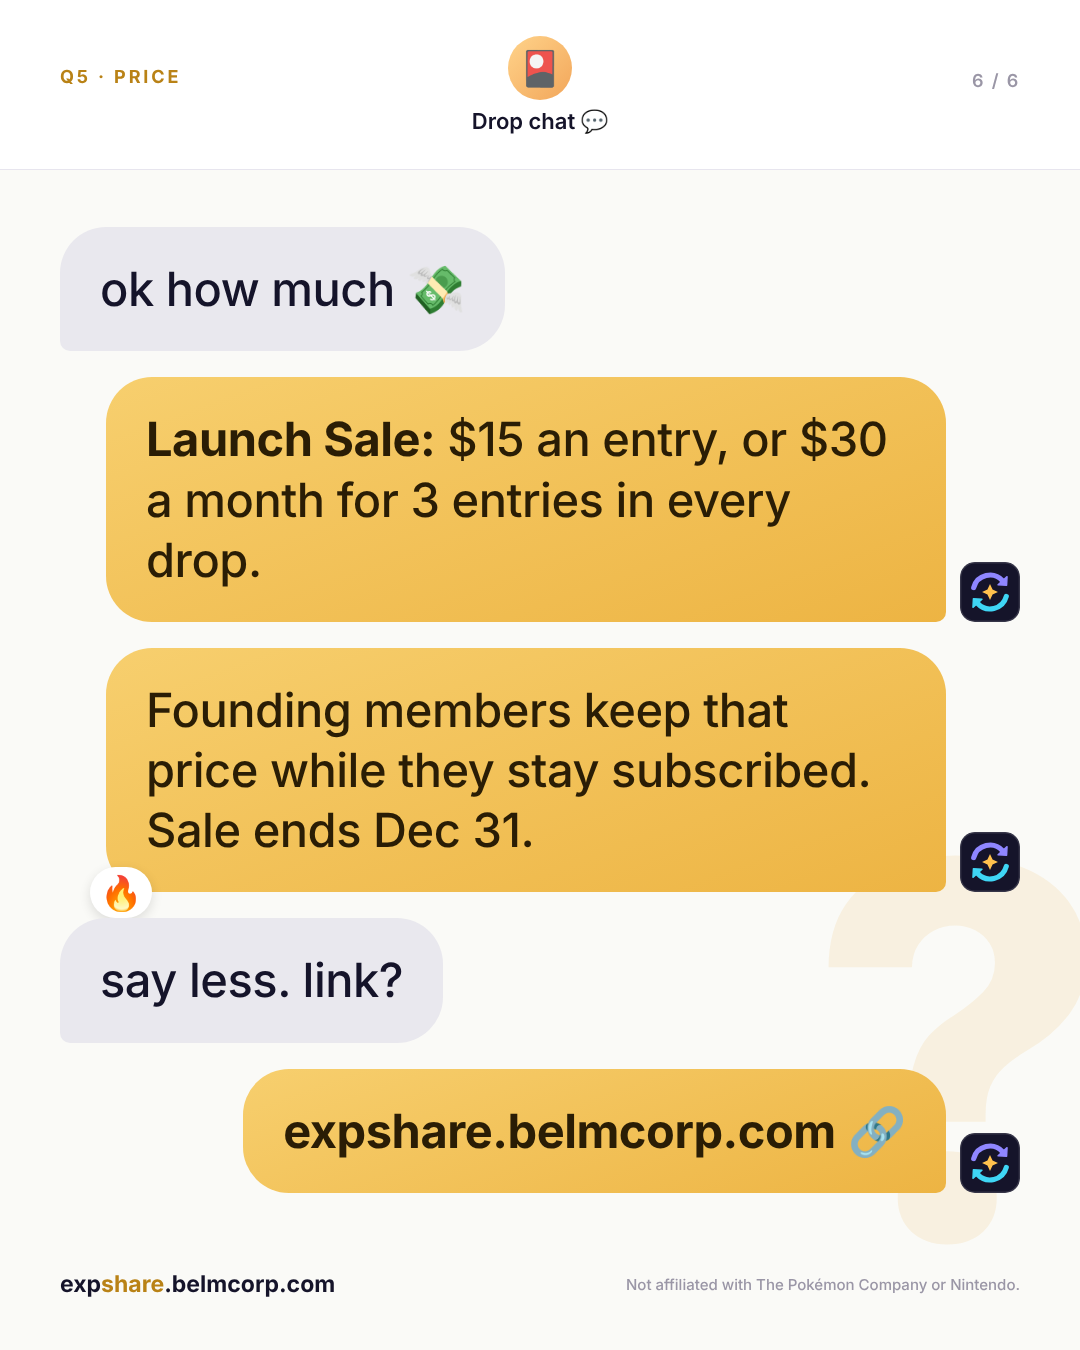 Q5 · PRICE
6 / 6
Drop chat 💬
ok how much 💸
Launch Sale: $15 an entry, or $30
a month for 3 entries in every
drop.
Founding members keep that
price while they stay subscribed.
Sale ends Dec 31.
🔥
say less. link?
expshare.belmcorp.com 🔗
expshare.belmcorp.com
Not affiliated with The Pokémon Company or Nintendo.